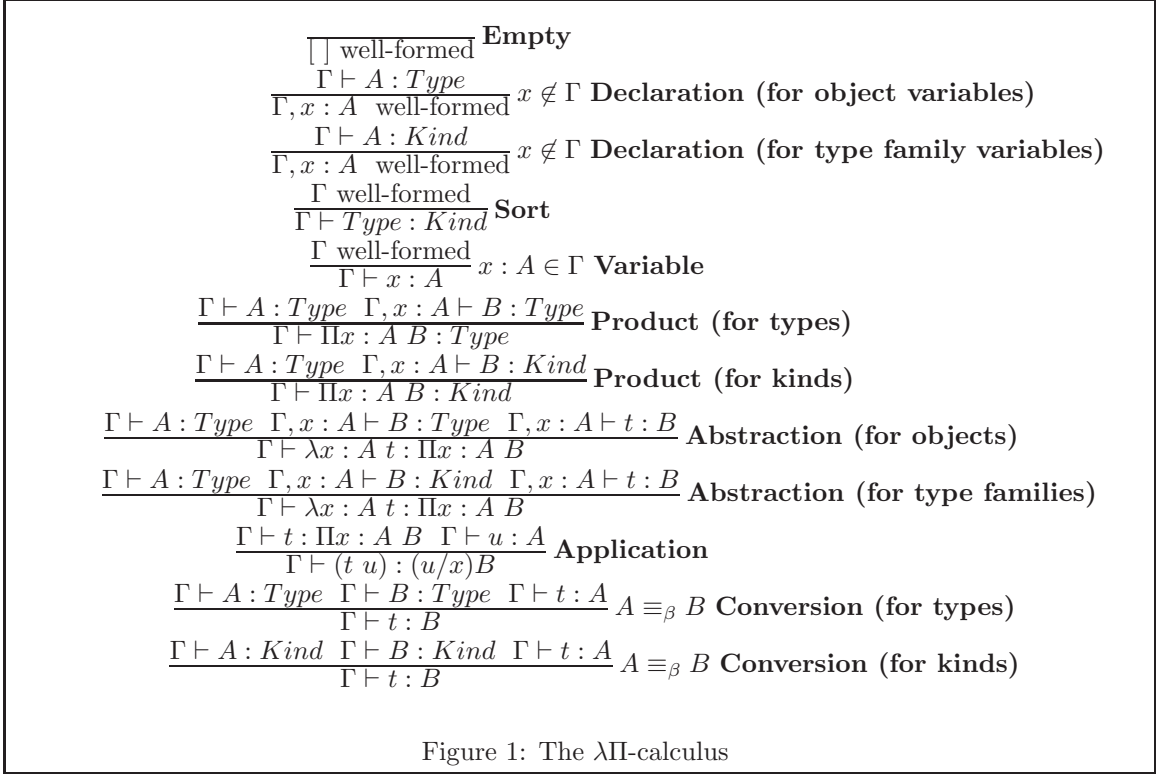 [ ] well-formed Empty
Γ ⊢ A : Type
Γ, x : A well-formed x ∉ Γ Declaration (for object variables)
Γ ⊢ A : Kind
Γ, x : A well-formed x ∉ Γ Declaration (for type family variables)
Γ well-formed
Γ ⊢ Type : Kind Sort
Γ well-formed
Γ ⊢ x : A x : A ∈ Γ Variable
Γ ⊢ A : Type Γ, x : A ⊢ B : Type
Γ ⊢ Πx : A B : Type Product (for types)
Γ ⊢ A : Type Γ, x : A ⊢ B : Kind
Γ ⊢ Πx : A B : Kind Product (for kinds)
Γ ⊢ A : Type Γ, x : A ⊢ B : Type Γ, x : A ⊢ t : B
Γ ⊢ λx : A t : Πx : A B Abstraction (for objects)
Γ ⊢ A : Type Γ, x : A ⊢ B : Kind Γ, x : A ⊢ t : B
Γ ⊢ λx : A t : Πx : A B Abstraction (for type families)
Γ ⊢ t : Πx : A B Γ ⊢ u : A
Γ ⊢ (t u) : (u/x)B Application
Γ ⊢ A : Type Γ ⊢ B : Type Γ ⊢ t : A
Γ ⊢ t : B A ≡β B Conversion (for types)
Γ ⊢ A : Kind Γ ⊢ B : Kind Γ ⊢ t : A
Γ ⊢ t : B A ≡β B Conversion (for kinds)
Figure 1: The λΠ-calculus